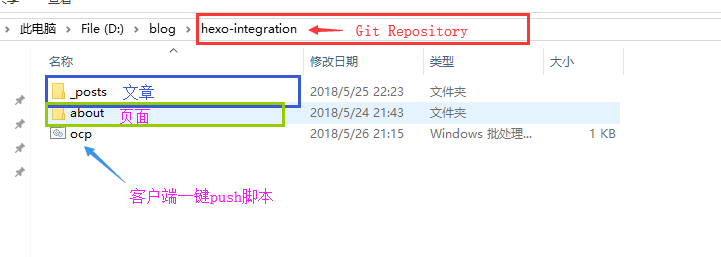 查看
此电脑 > File (D:) > blog > hexo-integration Git Repository
名称 修改日期 类型 大小
_posts 文章 2018/5/25 22:23 文件夹
about 页面 2018/5/24 21:43 文件夹
ocp 2018/5/26 21:15 Windows 批处理... 1 KB
客户端一键push脚本